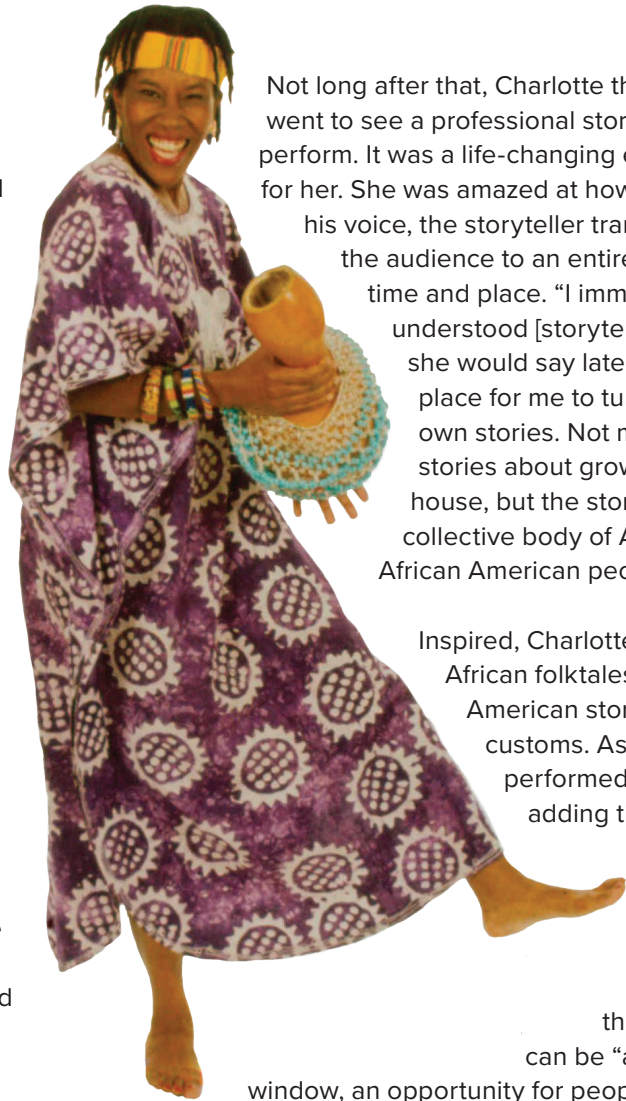 Not long after that, Charlotte th
went to see a professional stor
perform. It was a life-changing e
for her. She was amazed at how
his voice, the storyteller tran
the audience to an entire
time and place. “I imm
understood [storyte
she would say late
place for me to tu
own stories. Not m
stories about grow
house, but the stor
collective body of A
African American peo
Inspired, Charlotte
African folktales
American stor
customs. As
performed
adding t
d
th
can be “a
window, an opportunity for peop